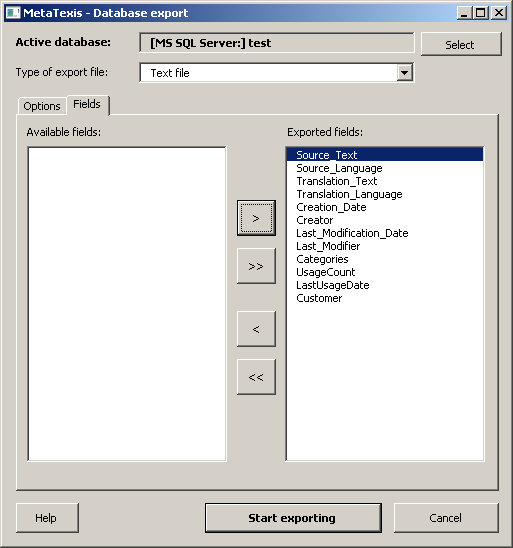 MetaTexis - Database export
Active database: [MS SQL Server:] test Select
Type of export file: Text file
Options Fields
Available fields: Exported fields:
Source_Text
Source_Language
Translation_Text
Translation_Language
Creation_Date
Creator
Last_Modification_Date
Last_Modifier
Categories
UsageCount
LastUsageDate
Customer
>
>>
<
<<
Help Start exporting Cancel